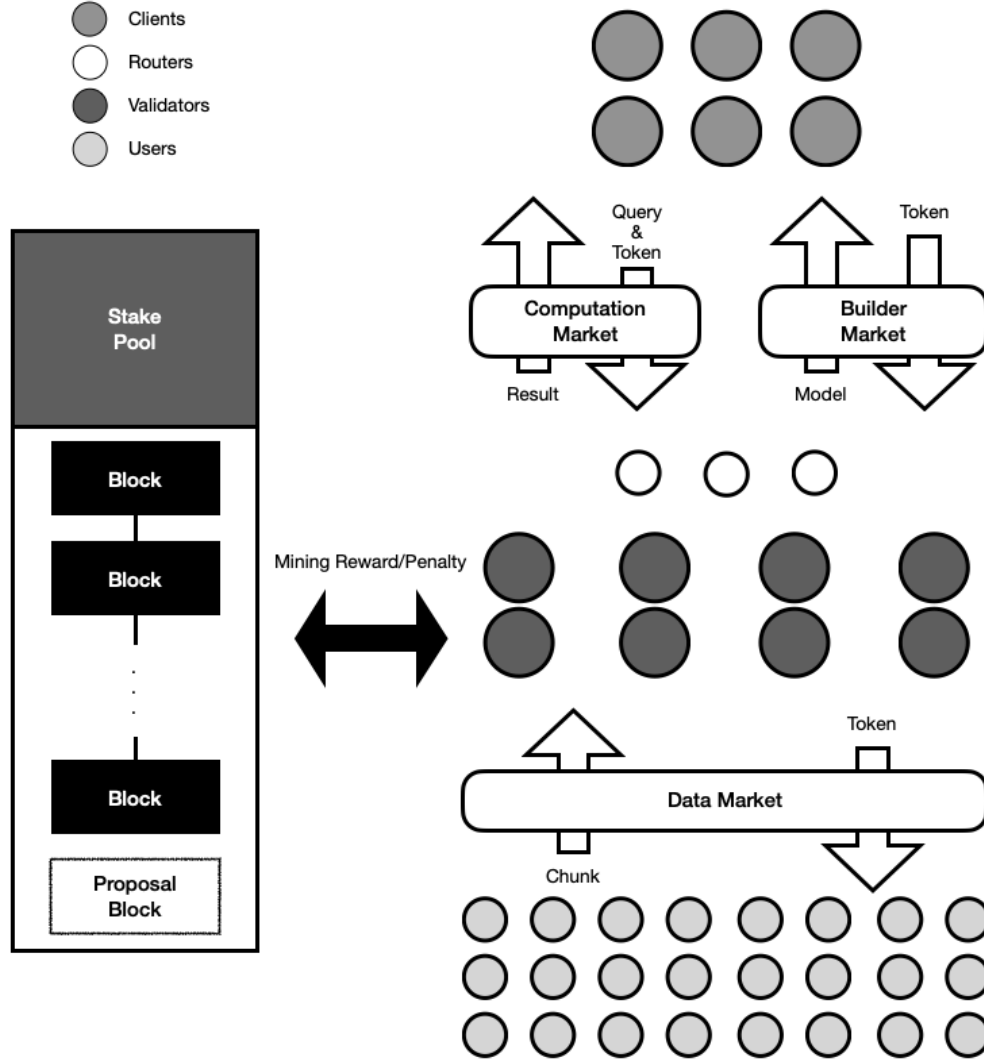 Clients
Routers
Validators
Users
Stake
Pool
Block
Block
Block
Proposal
Block
Mining Reward/Penalty
Query
&
Token
Token
Computation
Market
Builder
Market
Result
Model
Token
Data Market
Chunk